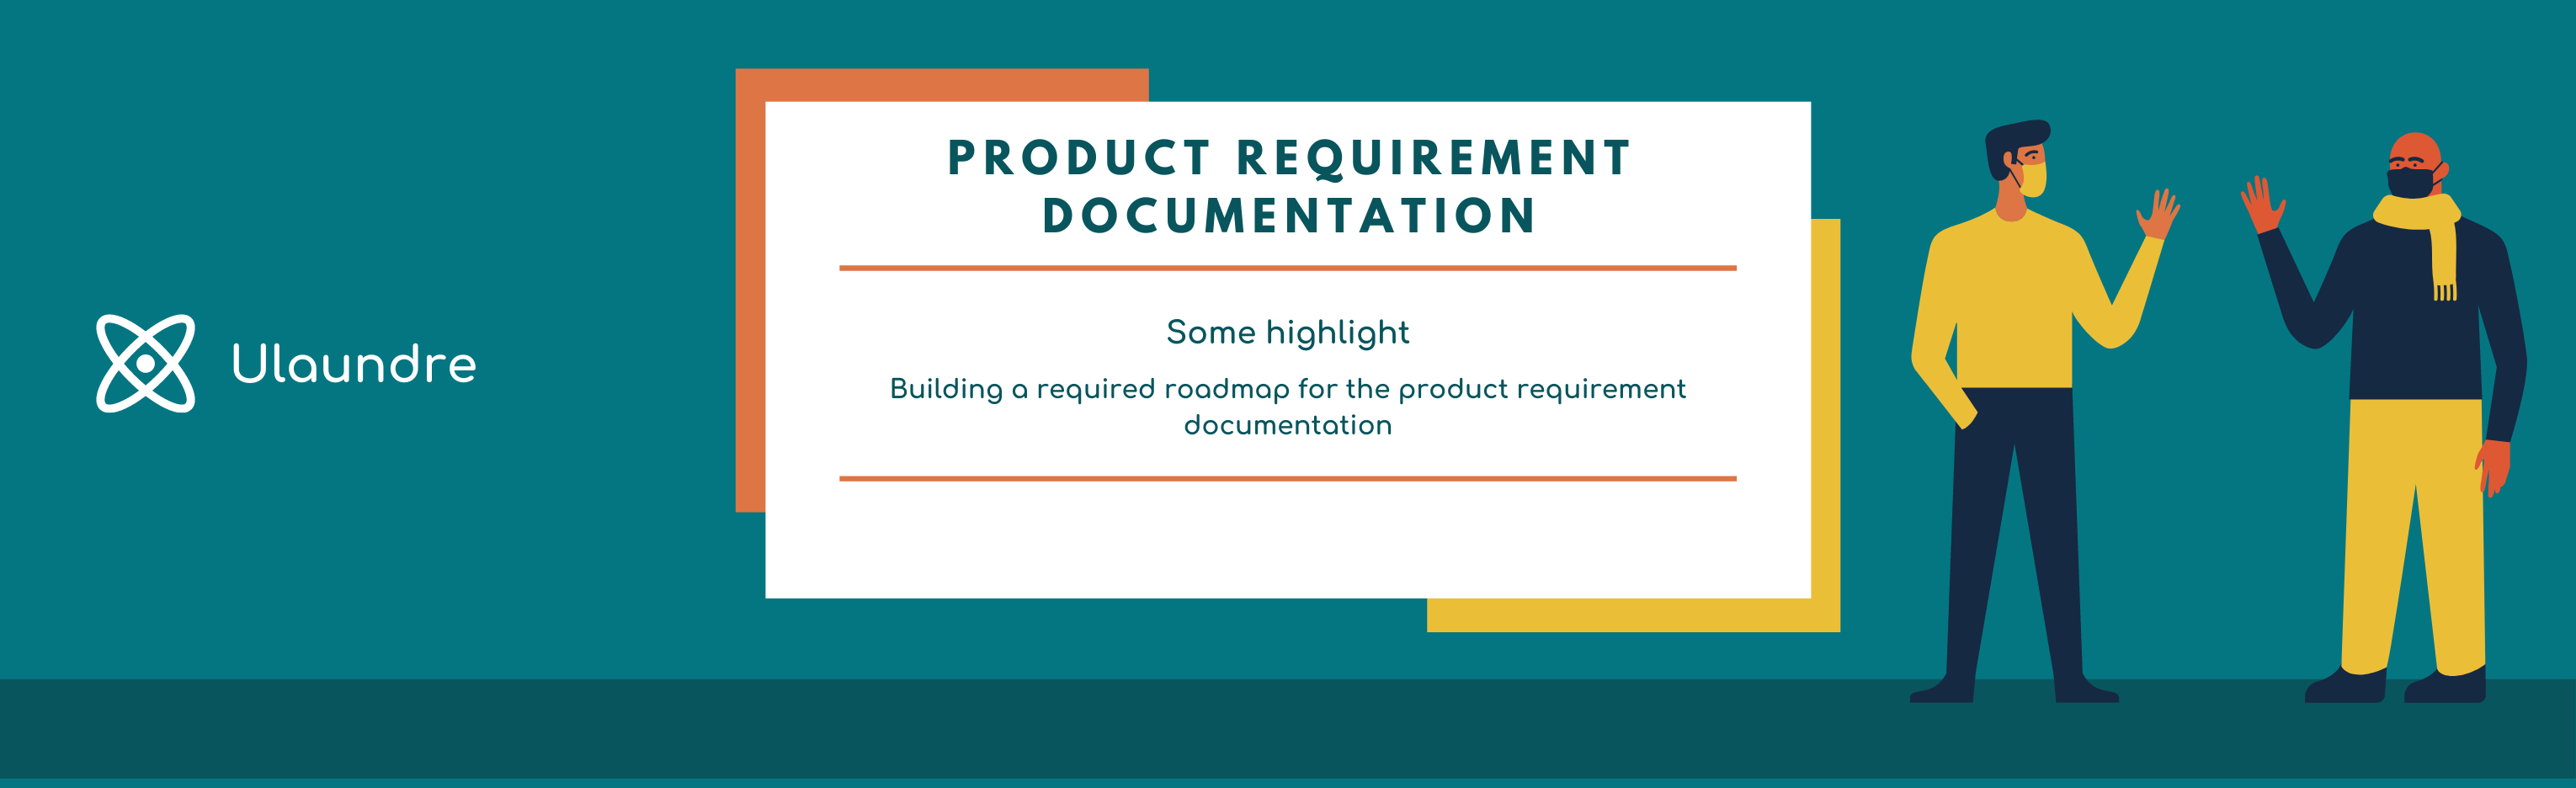 Ulaundre
PRODUCT REQUIREMENT
DOCUMENTATION
Some highlight
Building a required roadmap for the product requirement
documentation